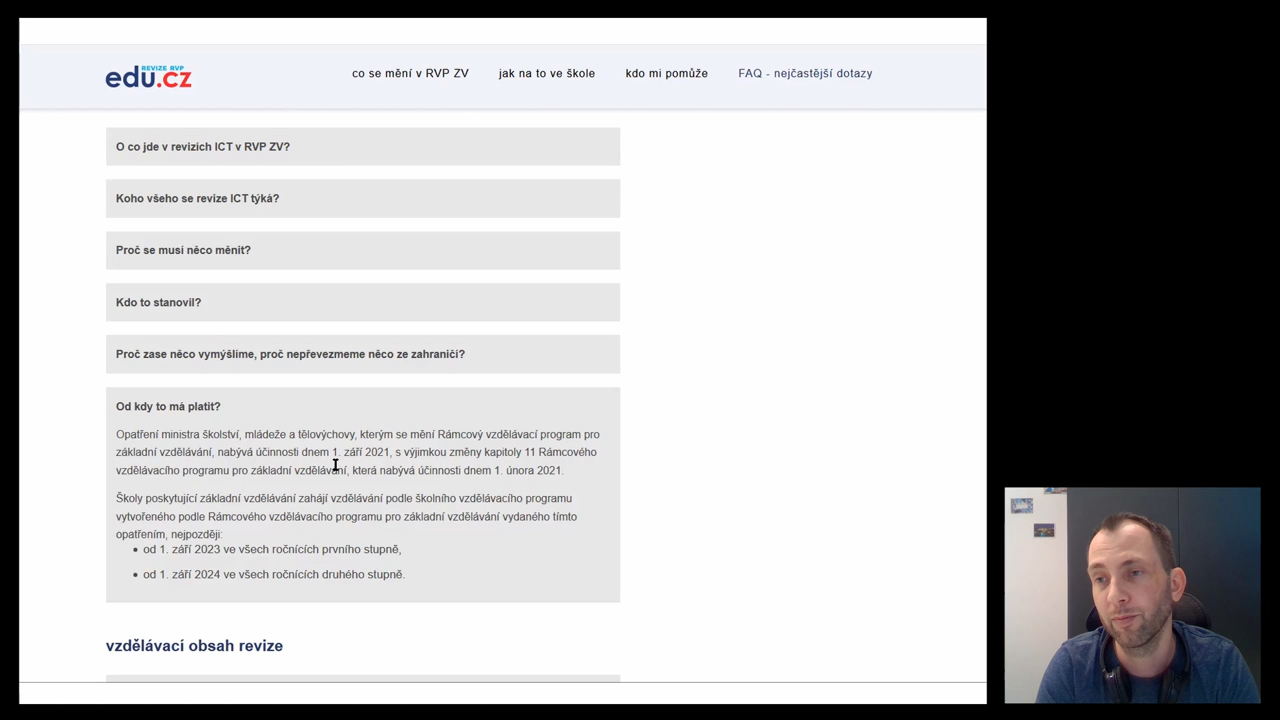 REVIZE RVP
edu.cz
co se mění v RVP ZV
jak na to ve škole
kdo mi pomůže
FAQ - nejčastější dotazy
O co jde v revizích ICT v RVP ZV?
Koho všeho se revize ICT týká?
Proč se musí něco měnit?
Kdo to stanovil?
Proč zase něco vymýšlíme, proč nepřevezmeme něco ze zahraničí?
Od kdy to má platit?
Opatření ministra školství, mládeže a tělovýchovy, kterým se mění Rámcový vzdělávací program pro
základní vzdělávání, nabývá účinnosti dnem 1. září 2021, s výjimkou změny kapitoly 11 Rámcového
vzdělávacího programu pro základní vzdělávání, která nabývá účinnosti dnem 1. února 2021.
Školy poskytující základní vzdělávání zahájí vzdělávání podle školního vzdělávacího programu
vytvořeného podle Rámcového vzdělávacího programu pro základní vzdělávání vydaného tímto
opatřením, nejpozději:
• od 1. září 2023 ve všech ročnících prvního stupně,
• od 1. září 2024 ve všech ročnících druhého stupně.
vzdělávací obsah revize